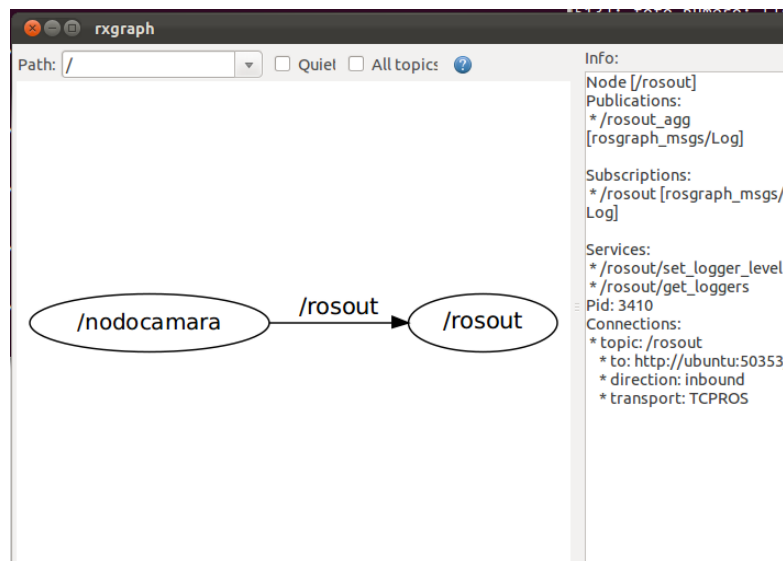 rxgraph
Path: / Quiet All topics
/nodocamara /rosout /rosout
Info:
Node [/rosout]
Publications:
* /rosout_agg
[rosgraph_msgs/Log]
Subscriptions:
* /rosout [rosgraph_msgs/
Log]
Services:
* /rosout/set_logger_level
* /rosout/get_loggers
Pid: 3410
Connections:
* topic: /rosout
* to: http://ubuntu:50353
* direction: inbound
* transport: TCPROS